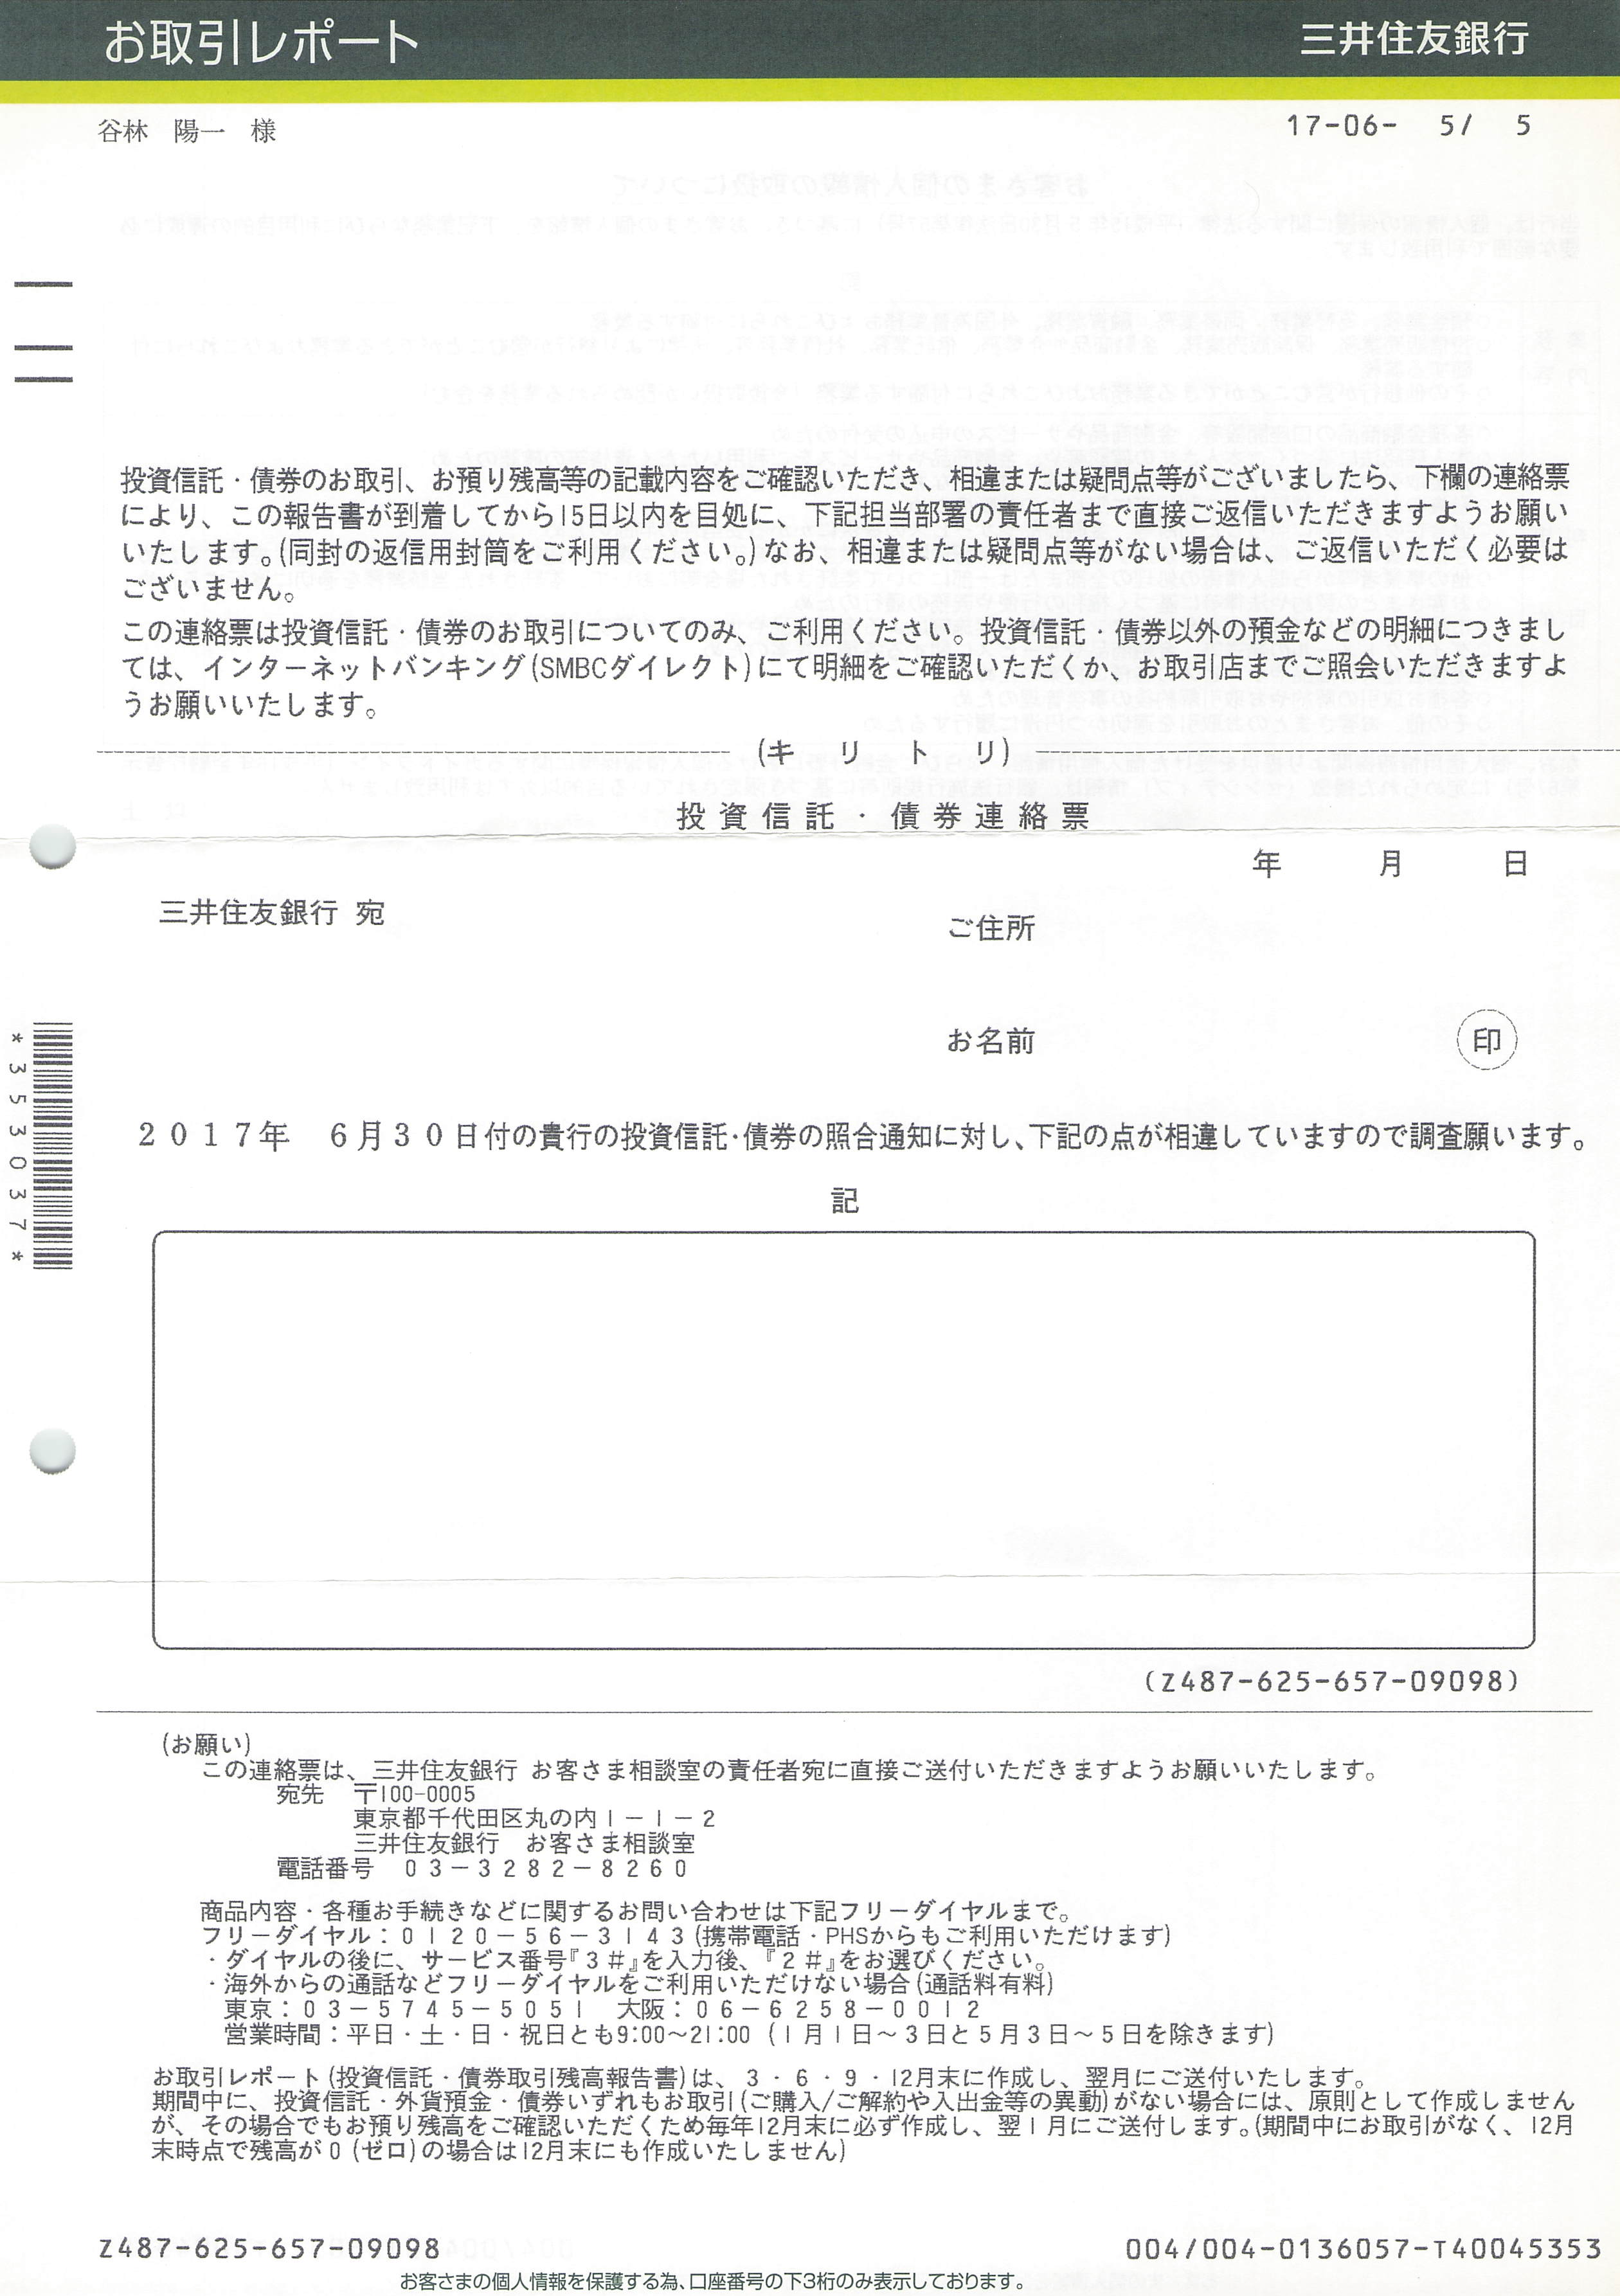 お取引レポート
三井住友銀行
谷林　陽一　様
17-06-　5/　5
投資信託・債券のお取引、お預り残高等の記載内容をご確認いただき、相違または疑問点等がございましたら、下欄の連絡票
により、この報告書が到着してから15日以内を目処に、下記担当部署の責任者まで直接ご返信いただきますようお願い
いたします。(同封の返信用封筒をご利用ください。)なお、相違または疑問点等がない場合は、ご返信いただく必要は
ございません。
この連絡票は投資信託・債券のお取引についてのみ、ご利用ください。投資信託・債券以外の預金などの明細につきまし
ては、インターネットバンキング(SMBCダイレクト)にて明細をご確認いただくか、お取引店までご照会いただきますよ
うお願いいたします。
(キ　リ　ト　リ)
投資信託・債券連絡票
年　月　日
三井住友銀行 宛
ご住所
お名前
印
*353037*
２０１７年　６月３０日付の貴行の投資信託・債券の照合通知に対し、下記の点が相違していますので調査願います。
記
(Z487-625-657-09098)
(お願い)
この連絡票は、三井住友銀行 お客さま相談室の責任者宛に直接ご送付いただきますようお願いいたします。
宛先　〒100-0005
東京都千代田区丸の内１－１－２
三井住友銀行　お客さま相談室
電話番号　０３－３２８２－８２６０
商品内容・各種お手続きなどに関するお問い合わせは下記フリーダイヤルまで。
フリーダイヤル：０１２０－５６－３１４３(携帯電話・PHSからもご利用いただけます)
・ダイヤルの後に、サービス番号『３＃』を入力後、『２＃』をお選びください。
・海外からの通話などフリーダイヤルをご利用いただけない場合(通話料有料)
東京：０３－５７４５－５０５１　大阪：０６－６２５８－００１２
営業時間：平日・土・日・祝日とも9:00～21:00 (１月１日～３日と５月３日～５日を除きます)
お取引レポート(投資信託・債券取引残高報告書)は、３・６・９・12月末に作成し、翌月にご送付いたします。
期間中に、投資信託・外貨預金・債券いずれもお取引(ご購入/ご解約や入出金等の異動)がない場合には、原則として作成しません
が、その場合でもお預り残高をご確認いただくため毎年12月末に必ず作成し、翌１月にご送付します。(期間中にお取引がなく、12月
末時点で残高が０(ゼロ)の場合は12月末にも作成いたしません)
Z487-625-657-09098
004/004-0136057-T40045353
お客さまの個人情報を保護する為、口座番号の下3桁のみ表示しております。